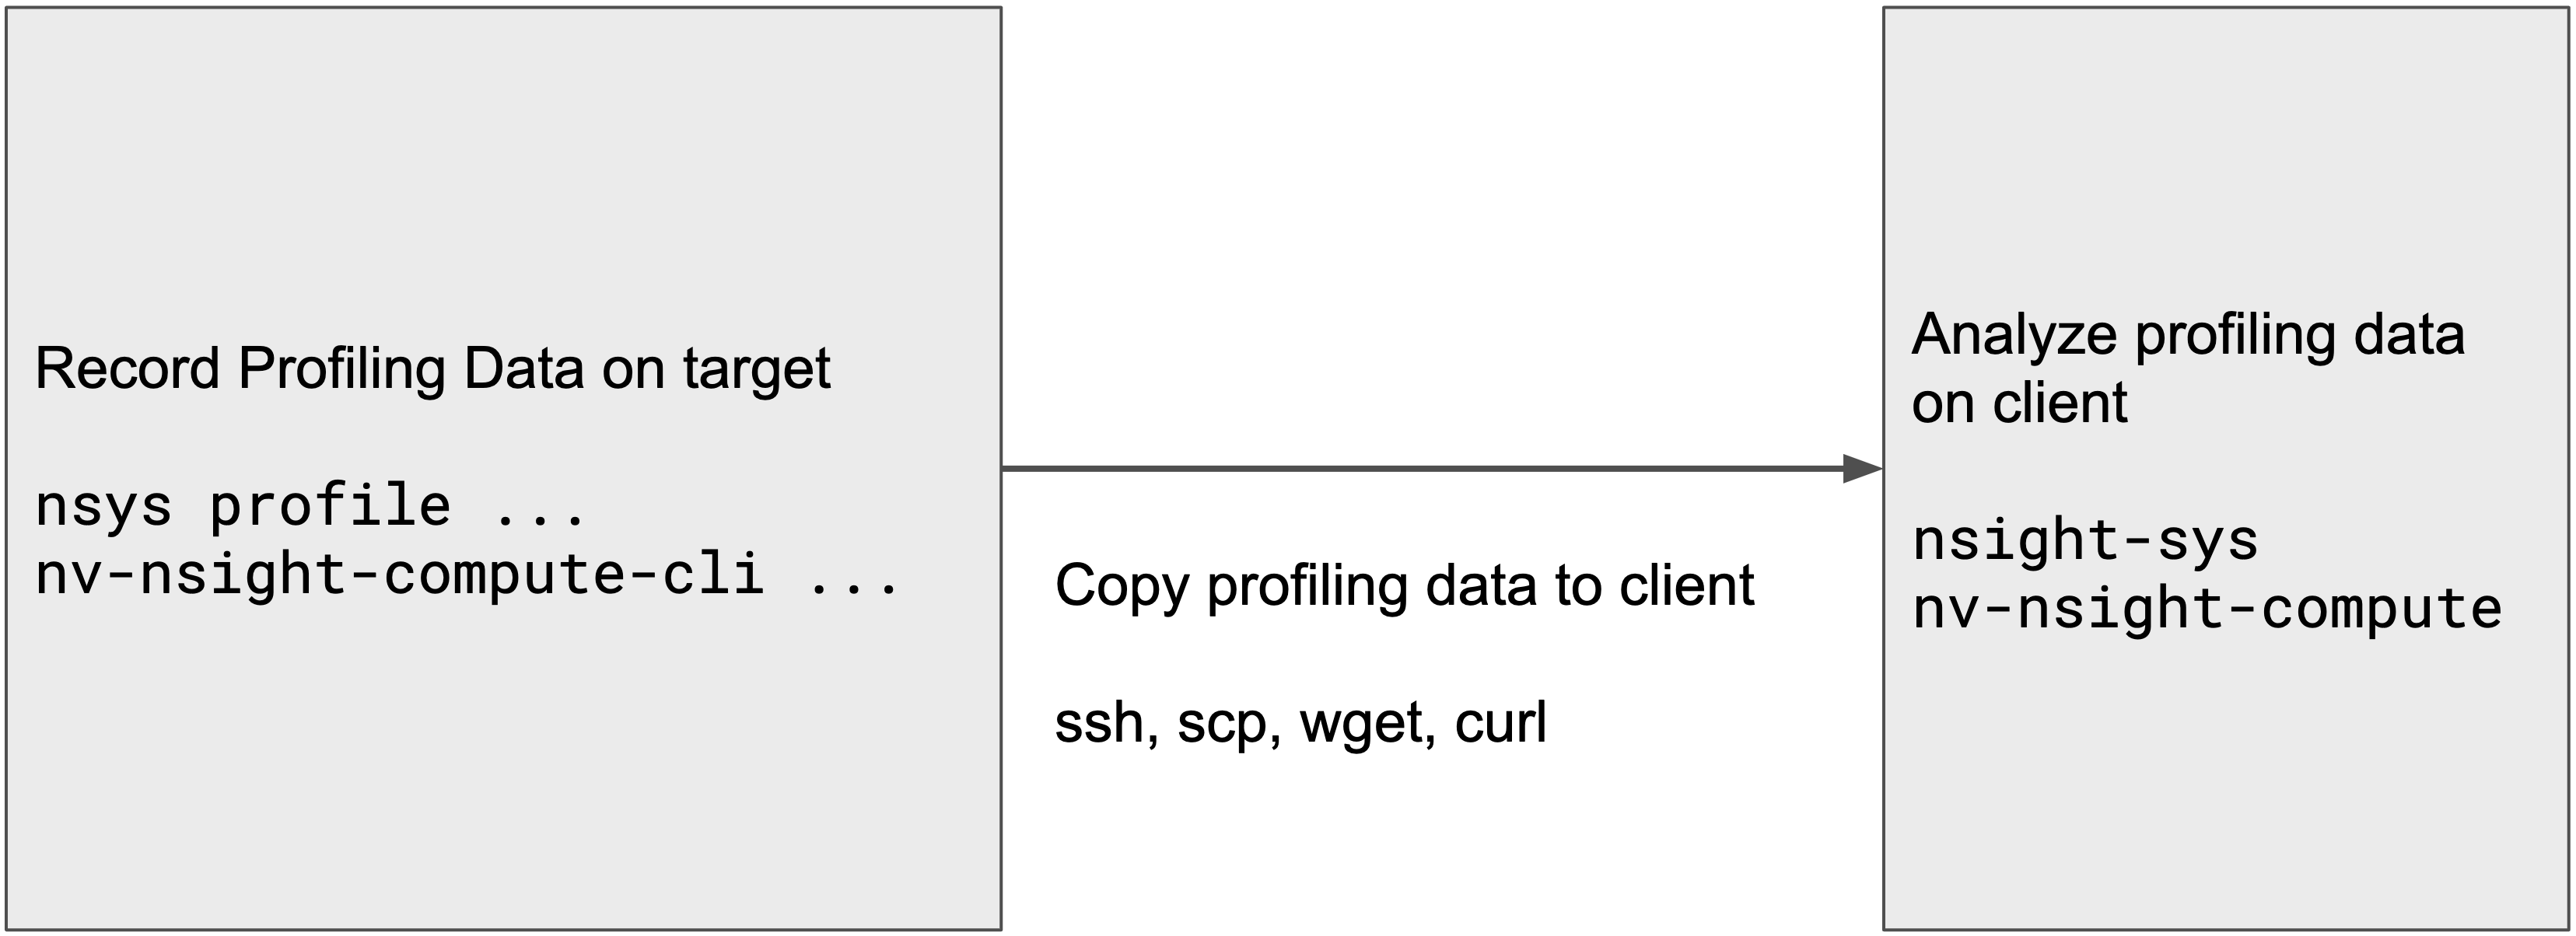 Record Profiling Data on target
nsys profile ...
nv-nsight-compute-cli ...
Copy profiling data to client
ssh, scp, wget, curl
Analyze profiling data
on client
nsight-sys
nv-nsight-compute